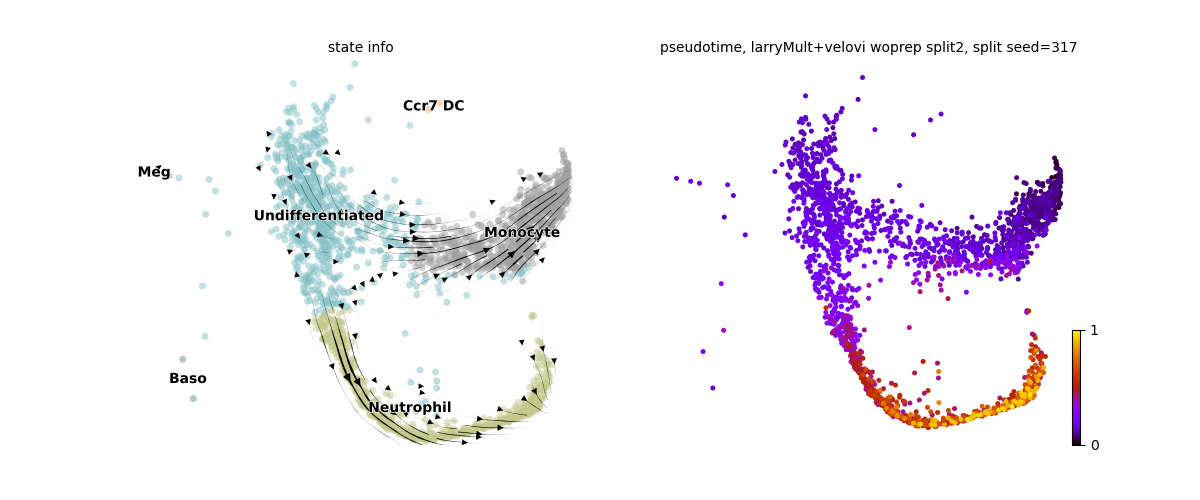 state info
pseudotime, larryMult+velovi woprep split2, split seed=317
Ccr7 DC
Meg
Undifferentiated
Monocyte
1
Baso
Neutrophil
0